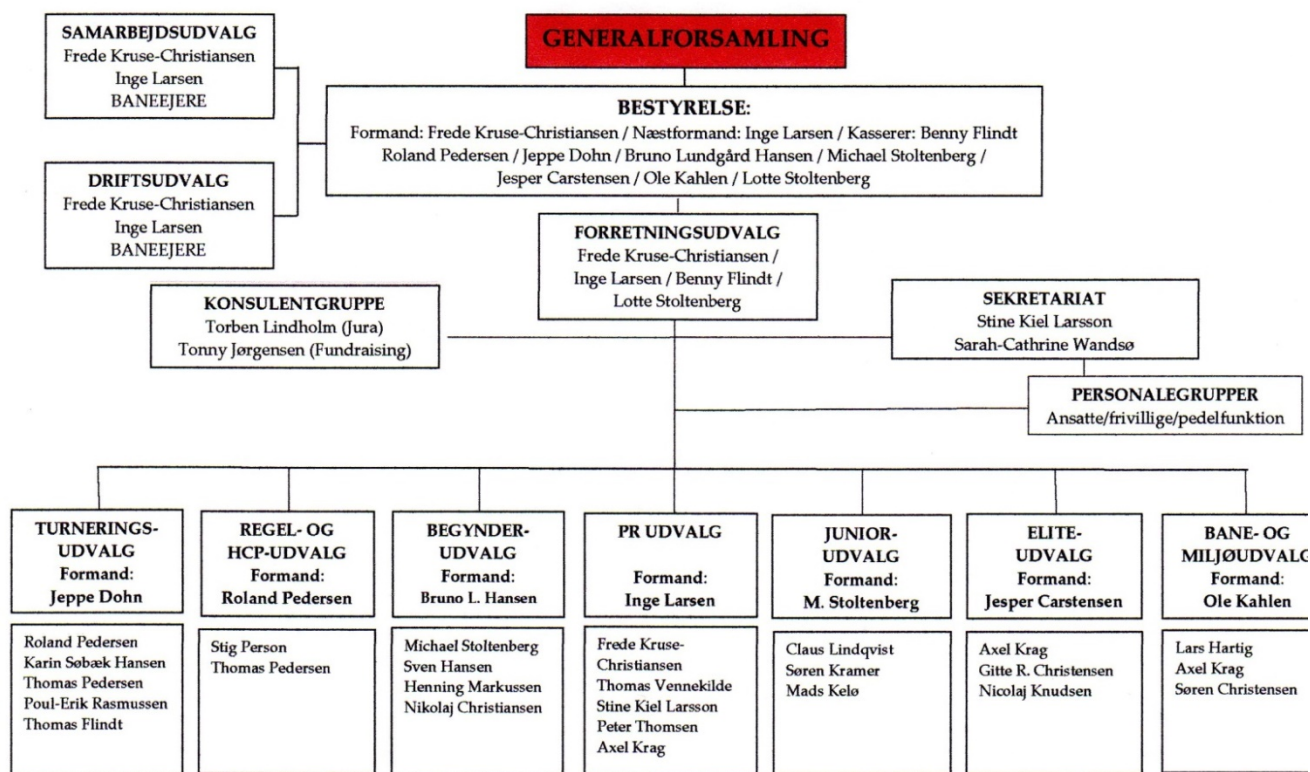 SAMARBEJDSUDVALG
Frede Kruse-Christiansen
Inge Larsen
BANEEJERE
GENERALFORSAMLING
BESTYRELSE:
Formand: Frede Kruse-Christiansen / Næstformand: Inge Larsen / Kasserer: Benny Flindt
Roland Pedersen / Jeppe Dohn / Bruno Lundgård Hansen / Michael Stoltenberg /
Jesper Carstensen / Ole Kahlen / Lotte Stoltenberg
DRIFTSUDVALG
Frede Kruse-Christiansen
Inge Larsen
BANEEJERE
FORRETNINGSUDVALG
Frede Kruse-Christiansen /
Inge Larsen / Benny Flindt /
Lotte Stoltenberg
KONSULENTGRUPPE
Torben Lindholm (Jura)
Tonny Jørgensen (Fundraising)
SEKRETARIAT
Stine Kiel Larsson
Sarah-Cathrine Wandsø
PERSONALEGRUPPER
Ansatte/frivillige/pedelfunktion
TURNERINGS-
UDVALG
Formand:
Jeppe Dohn
Roland Pedersen
Karin Søbæk Hansen
Thomas Pedersen
Poul-Erik Rasmussen
Thomas Flindt
REGEL- OG
HCP-UDVALG
Formand:
Roland Pedersen
Stig Person
Thomas Pedersen
BEGYNDER-
UDVALG
Formand:
Bruno L. Hansen
Michael Stoltenberg
Sven Hansen
Henning Markussen
Nikolaj Christiansen
PR UDVALG
Formand:
Inge Larsen
Frede Kruse-
Christiansen
Thomas Vennekilde
Stine Kiel Larsson
Peter Thomsen
Axel Krag
JUNIOR-
UDVALG
Formand:
M. Stoltenberg
Claus Lindqvist
Søren Kramer
Mads Kelø
ELITE-
UDVALG
Formand:
Jesper Carstensen
Axel Krag
Gitte R. Christensen
Nicolaj Knudsen
BANE- OG
MILJØUDVALG
Formand:
Ole Kahlen
Lars Hartig
Axel Krag
Søren Christensen